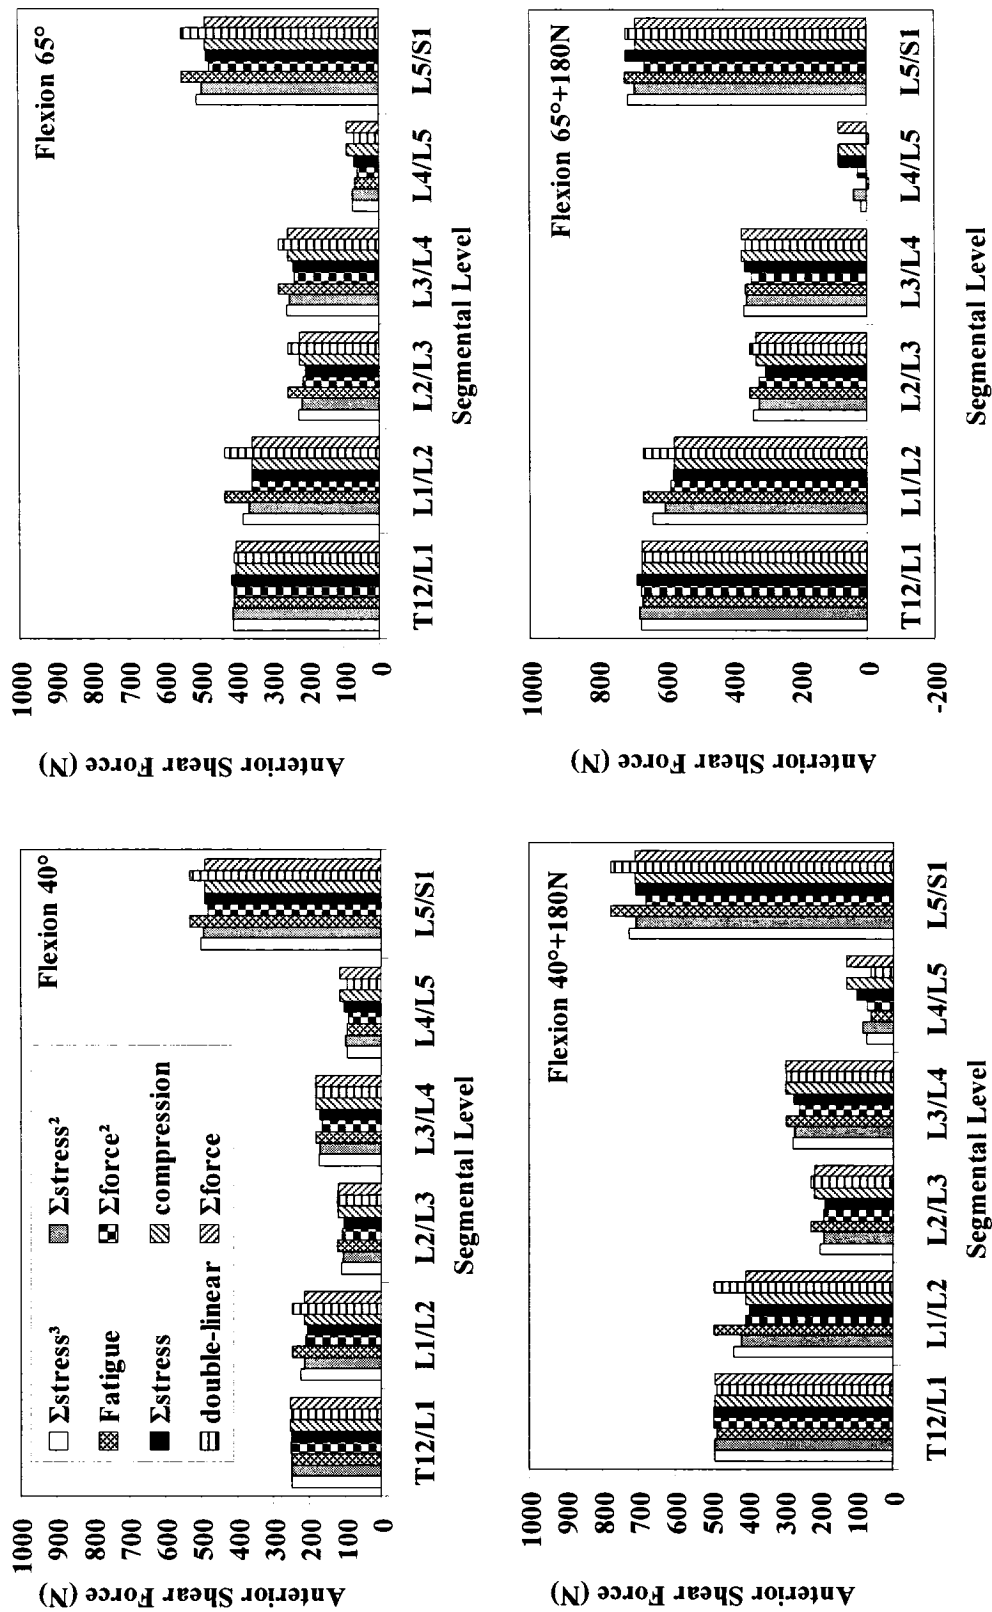 Flexion 40°
Σstress³
Σstress²
Fatigue
Σforce²
Σstress
compression
double-linear
Σforce
Anterior Shear Force (N)
1000
900
800
700
600
500
400
300
200
100
0
T12/L1
L1/L2
L2/L3
L3/L4
L4/L5
L5/S1
Segmental Level
Flexion 65°
Anterior Shear Force (N)
1000
900
800
700
600
500
400
300
200
100
0
T12/L1
L1/L2
L2/L3
L3/L4
L4/L5
L5/S1
Segmental Level
Flexion 40°+180N
Anterior Shear Force (N)
1000
900
800
700
600
500
400
300
200
100
0
T12/L1
L1/L2
L2/L3
L3/L4
L4/L5
L5/S1
Segmental Level
Flexion 65°+180N
Anterior Shear Force (N)
1000
800
600
400
200
0
-200
T12/L1
L1/L2
L2/L3
L3/L4
L4/L5
L5/S1
Segmental Level